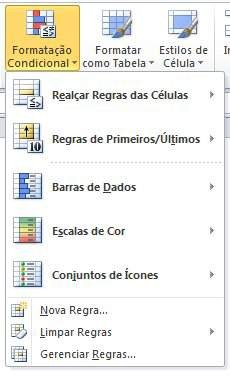 Formatação Formatar Estilos de
Condicional como Tabela Célula
Realçar Regras das Células
Regras de Primeiros/Últimos
10
Barras de Dados
Escalas de Cor
Conjuntos de Ícones
Nova Regra...
Limpar Regras
Gerenciar Regras...